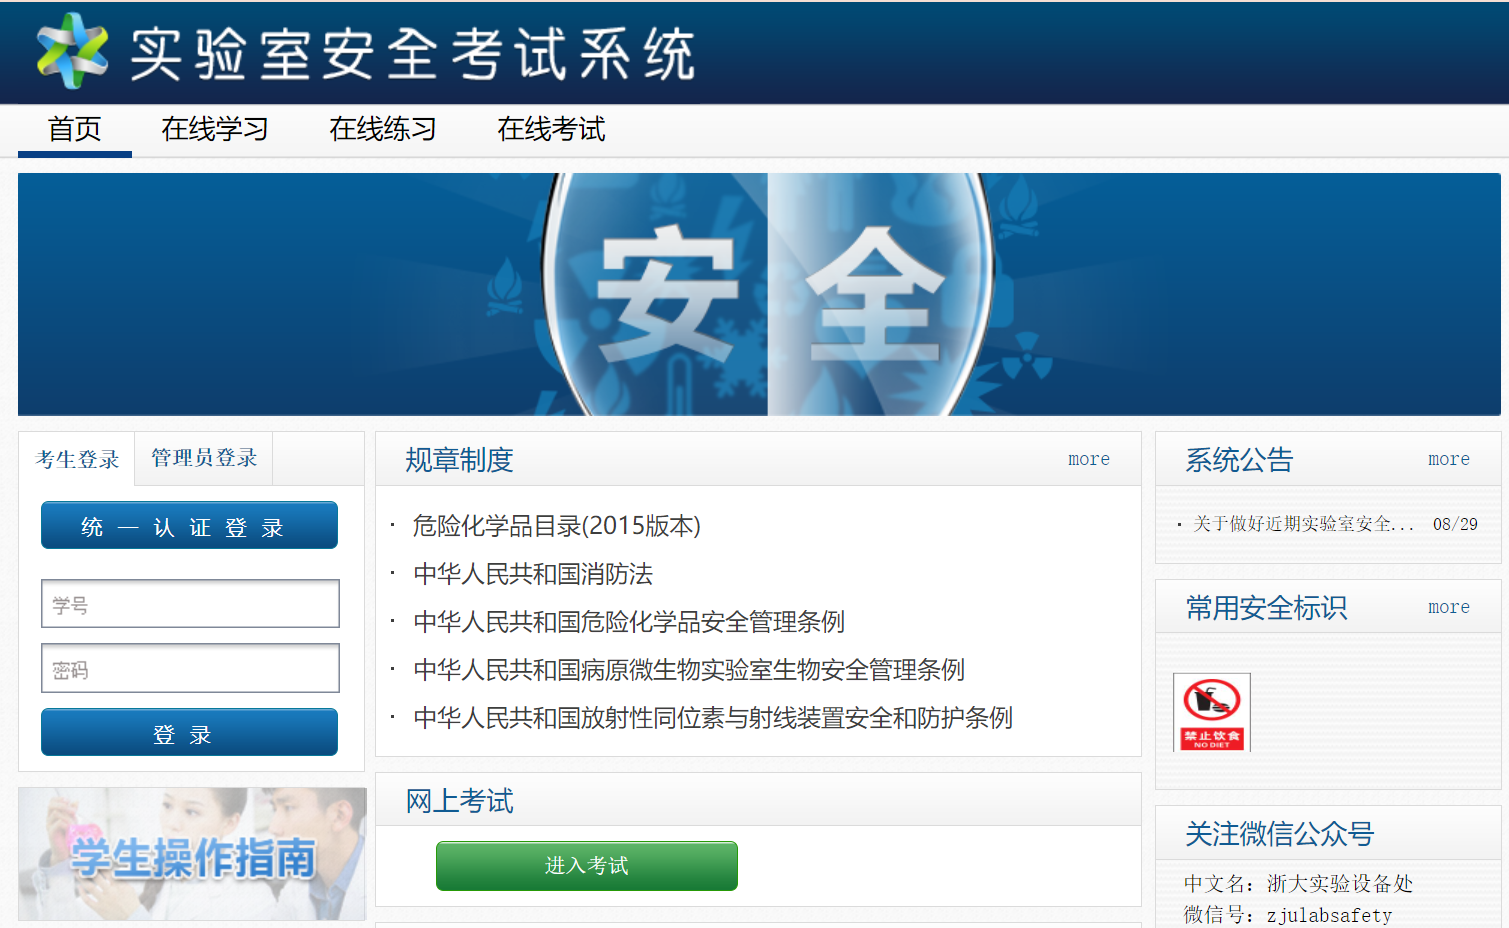 实验室安全考试系统
首页 在线学习 在线练习 在线考试
安全
考生登录 管理员登录
统一认证登录
学号
密码
登录
学生操作指南
规章制度 more
· 危险化学品目录(2015版本)
· 中华人民共和国消防法
· 中华人民共和国危险化学品安全管理条例
· 中华人民共和国病原微生物实验室生物安全管理条例
· 中华人民共和国放射性同位素与射线装置安全和防护条例
网上考试
进入考试
系统公告 more
· 关于做好近期实验室安全... 08/29
常用安全标识 more
禁止饮食
NO DIET
关注微信公众号
中文名：浙大实验设备处
微信号：zjulabsafety